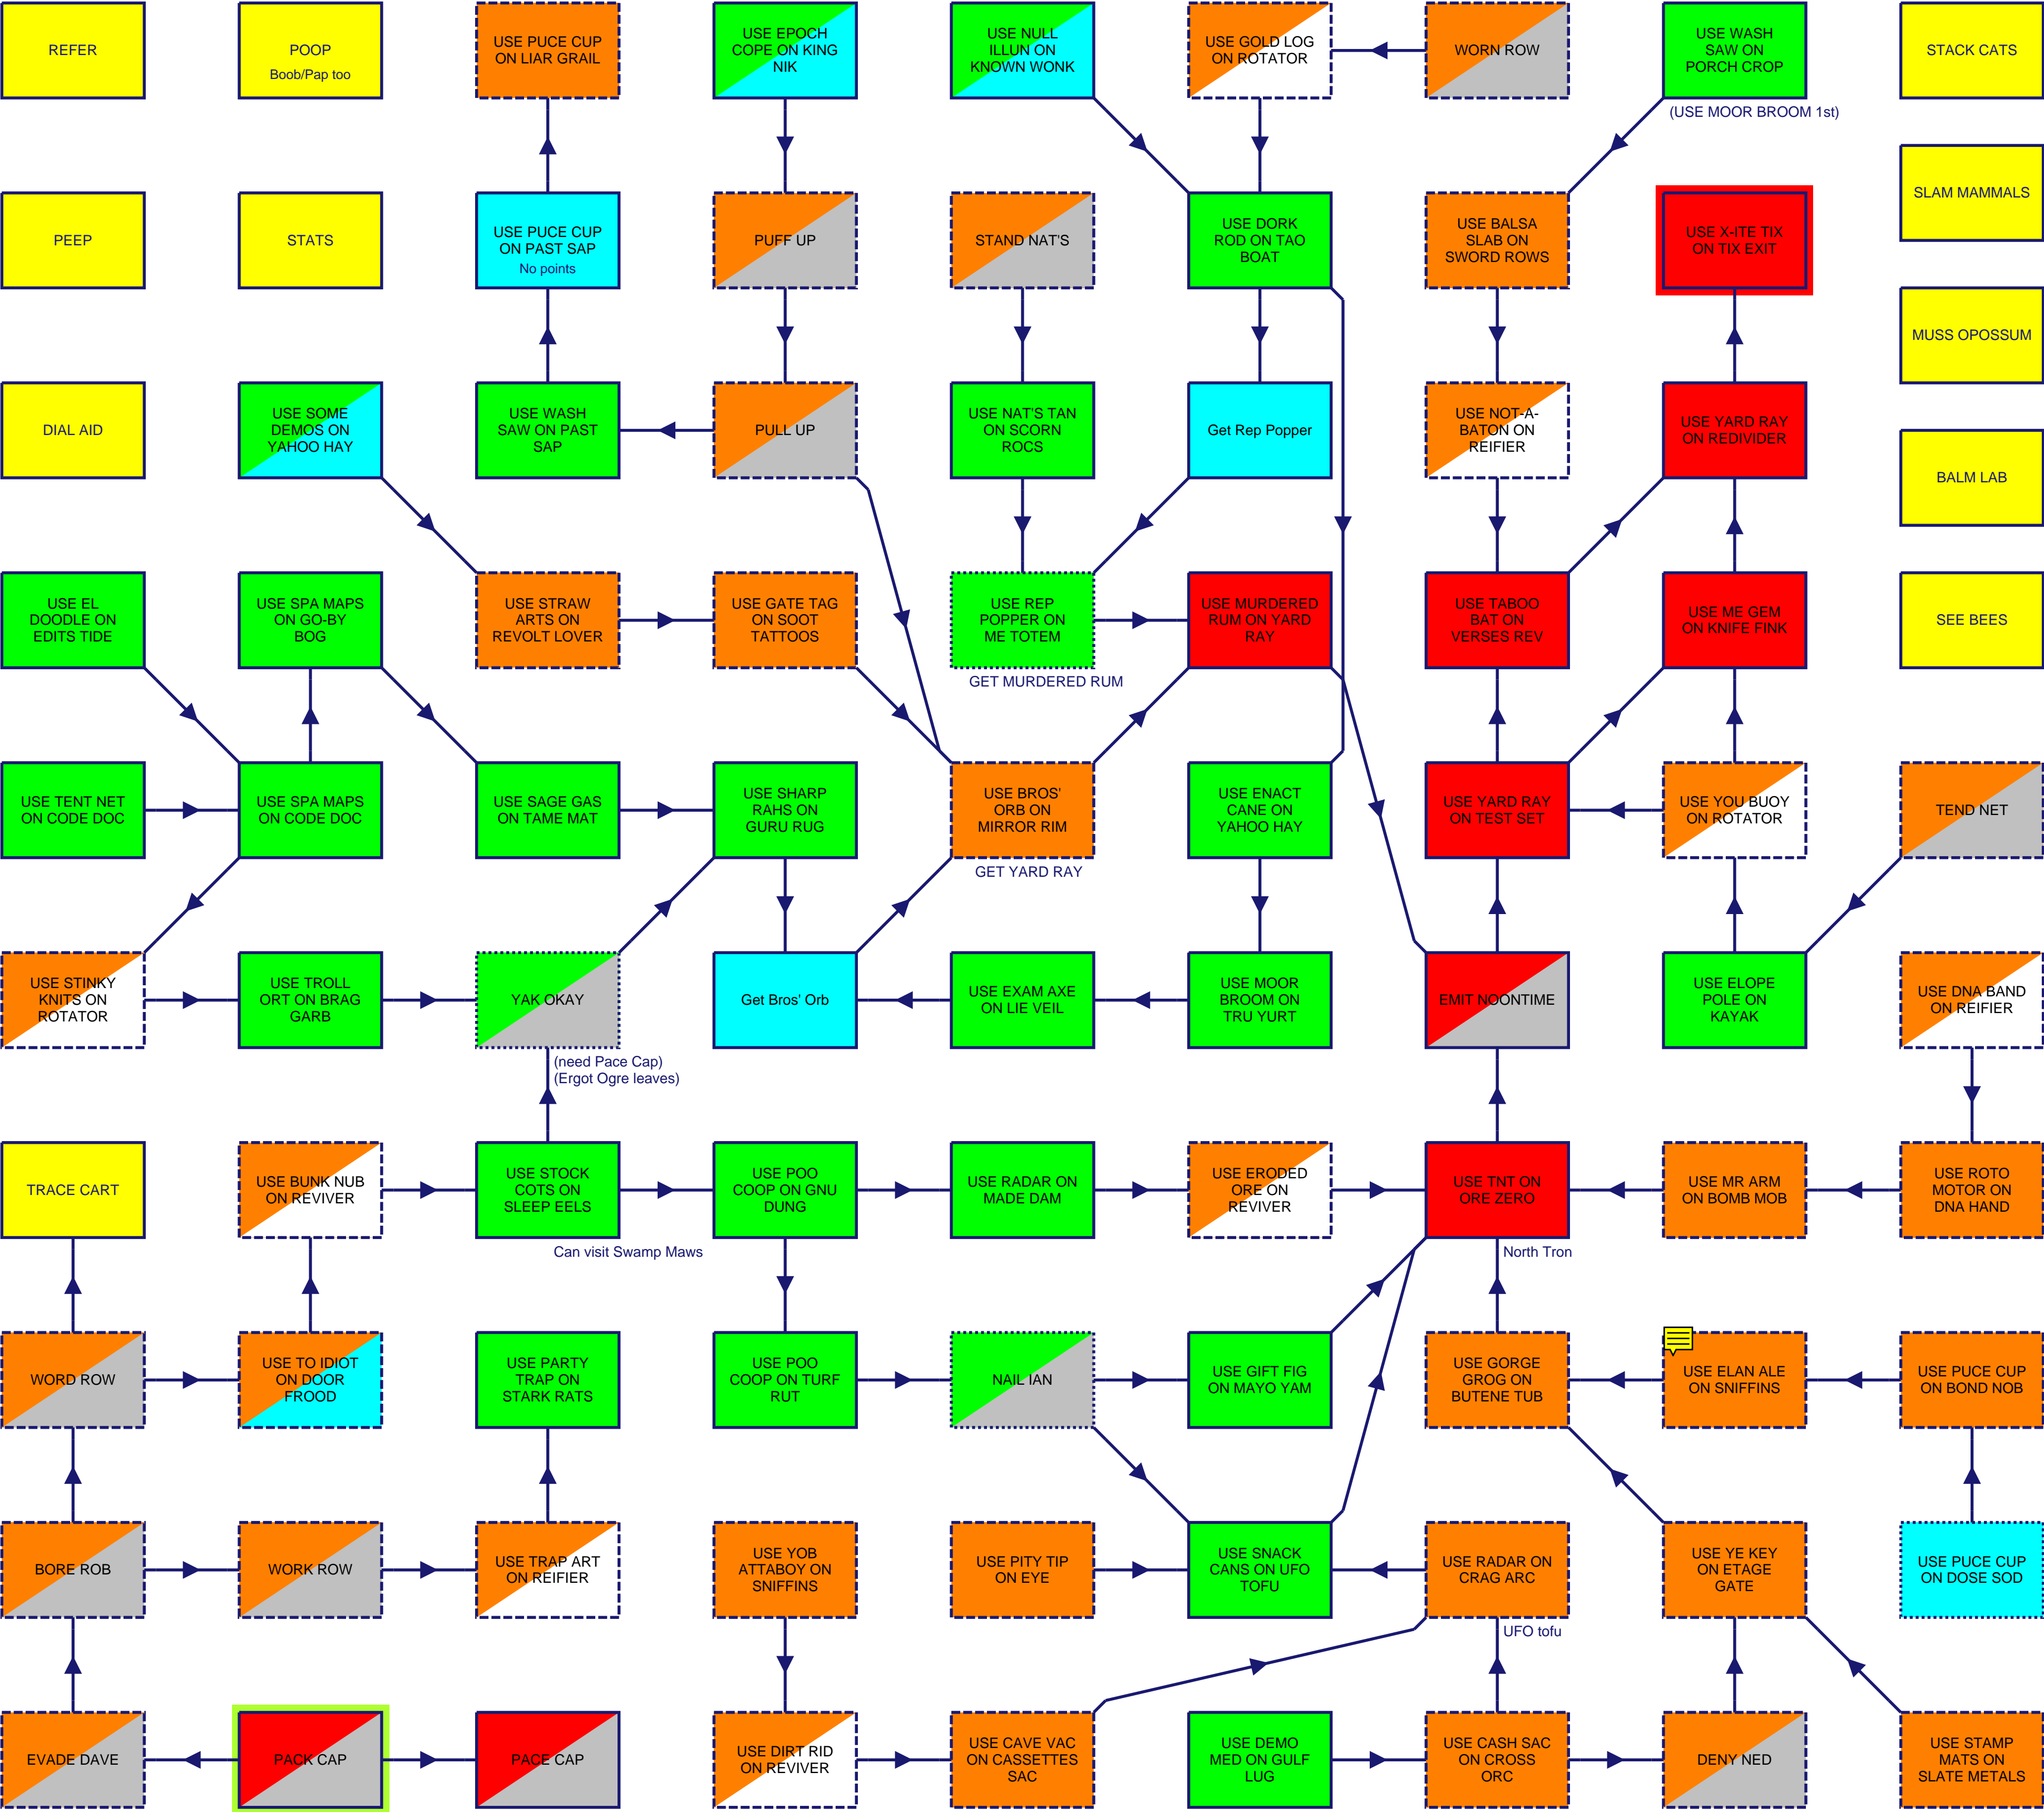 REFER
POOP
Boob/Pap too
USE PUCE CUP
ON LIAR GRAIL
USE EPOCH
COPE ON KING
NIK
USE NULL
ILLUN ON
KNOWN WONK
USE GOLD LOG
ON ROTATOR
WORN ROW
USE WASH
SAW ON
PORCH CROP
(USE MOOR BROOM 1st)
STACK CATS
SLAM MAMMALS
PEEP
STATS
USE PUCE CUP
ON PAST SAP
No points
PUFF UP
STAND NAT'S
USE DORK
ROD ON TAO
BOAT
USE BALSA
SLAB ON
SWORD ROWS
USE X-ITE TIX
ON TIX EXIT
MUSS OPOSSUM
DIAL AID
USE SOME
DEMOS ON
YAHOO HAY
USE WASH
SAW ON PAST
SAP
PULL UP
USE NAT'S TAN
ON SCORN
ROCS
Get Rep Popper
USE NOT-A-
BATON ON
REIFIER
USE YARD RAY
ON REDIVIDER
BALM LAB
USE EL
DOODLE ON
EDITS TIDE
USE SPA MAPS
ON GO-BY
BOG
USE STRAW
ARTS ON
REVOLT LOVER
USE GATE TAG
ON SOOT
TATTOOS
USE REP
POPPER ON
ME TOTEM
GET MURDERED RUM
USE MURDERED
RUM ON YARD
RAY
USE TABOO
BAT ON
VERSES REV
USE ME GEM
ON KNIFE FINK
SEE BEES
USE TENT NET
ON CODE DOC
USE SPA MAPS
ON CODE DOC
USE SAGE GAS
ON TAME MAT
USE SHARP
RAHS ON
GURU RUG
USE BROS'
ORB ON
MIRROR RIM
GET YARD RAY
USE ENACT
CANE ON
YAHOO HAY
USE YARD RAY
ON TEST SET
USE YOU BUOY
ON ROTATOR
TEND NET
USE STINKY
KNITS ON
ROTATOR
USE TROLL
ORT ON BRAG
GARB
YAK OKAY
(need Pace Cap)
(Ergot Ogre leaves)
Get Bros' Orb
USE EXAM AXE
ON LIE VEIL
USE MOOR
BROOM ON
TRU YURT
EMIT NOONTIME
USE ELOPE
POLE ON
KAYAK
USE DNA BAND
ON REIFIER
TRACE CART
USE BUNK NUB
ON REVIVER
USE STOCK
COTS ON
SLEEP EELS
Can visit Swamp Maws
USE POO
COOP ON GNU
DUNG
USE RADAR ON
MADE DAM
USE ERODED
ORE ON
REVIVER
USE TNT ON
ORE ZERO
North Tron
USE MR ARM
ON BOMB MOB
USE ROTO
MOTOR ON
DNA HAND
WORD ROW
USE TO IDIOT
ON DOOR
FROOD
USE PARTY
TRAP ON
STARK RATS
USE POO
COOP ON TURF
RUT
NAIL IAN
USE GIFT FIG
ON MAYO YAM
USE GORGE
GROG ON
BUTENE TUB
USE ELAN ALE
ON SNIFFINS
USE PUCE CUP
ON BOND NOB
BORE ROB
WORK ROW
USE TRAP ART
ON REIFIER
USE YOB
ATTABOY ON
SNIFFINS
USE PITY TIP
ON EYE
USE SNACK
CANS ON UFO
TOFU
USE RADAR ON
CRAG ARC
UFO tofu
USE YE KEY
ON ETAGE
GATE
USE PUCE CUP
ON DOSE SOD
EVADE DAVE
PACK CAP
PACE CAP
USE DIRT RID
ON REVIVER
USE CAVE VAC
ON CASSETTES
SAC
USE DEMO
MED ON GULF
LUG
USE CASH SAC
ON CROSS
ORC
DENY NED
USE STAMP
MATS ON
SLATE METALS